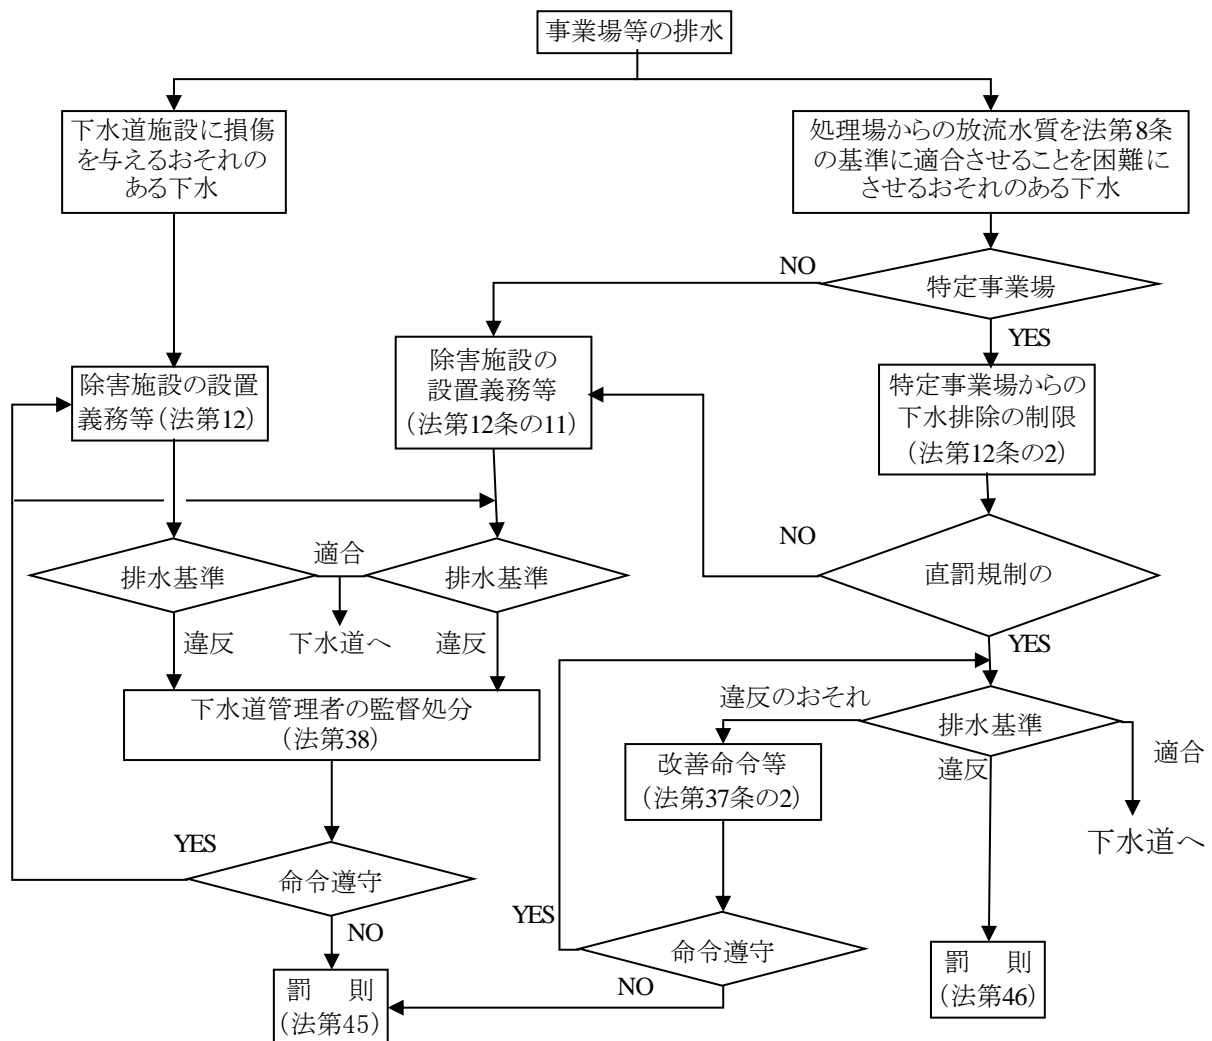 事業場等の排水
下水道施設に損傷
を与えるおそれの
ある下水
処理場からの放流水質を法第8条
の基準に適合させることを困難に
させるおそれのある下水
NO
特定事業場
YES
除害施設の設置
義務等(法第12)
除害施設の
設置義務等
(法第12条の11)
特定事業場からの
下水排除の制限
(法第12条の2)
NO
直罰規制の
YES
排水基準
適合
排水基準
違反
下水道へ
違反
下水道管理者の監督処分
(法第38)
違反のおそれ
排水基準
違反
適合
下水道へ
改善命令等
(法第37条の2)
YES
命令遵守
NO
YES
命令遵守
NO
罰 則
(法第45)
罰 則
(法第46)